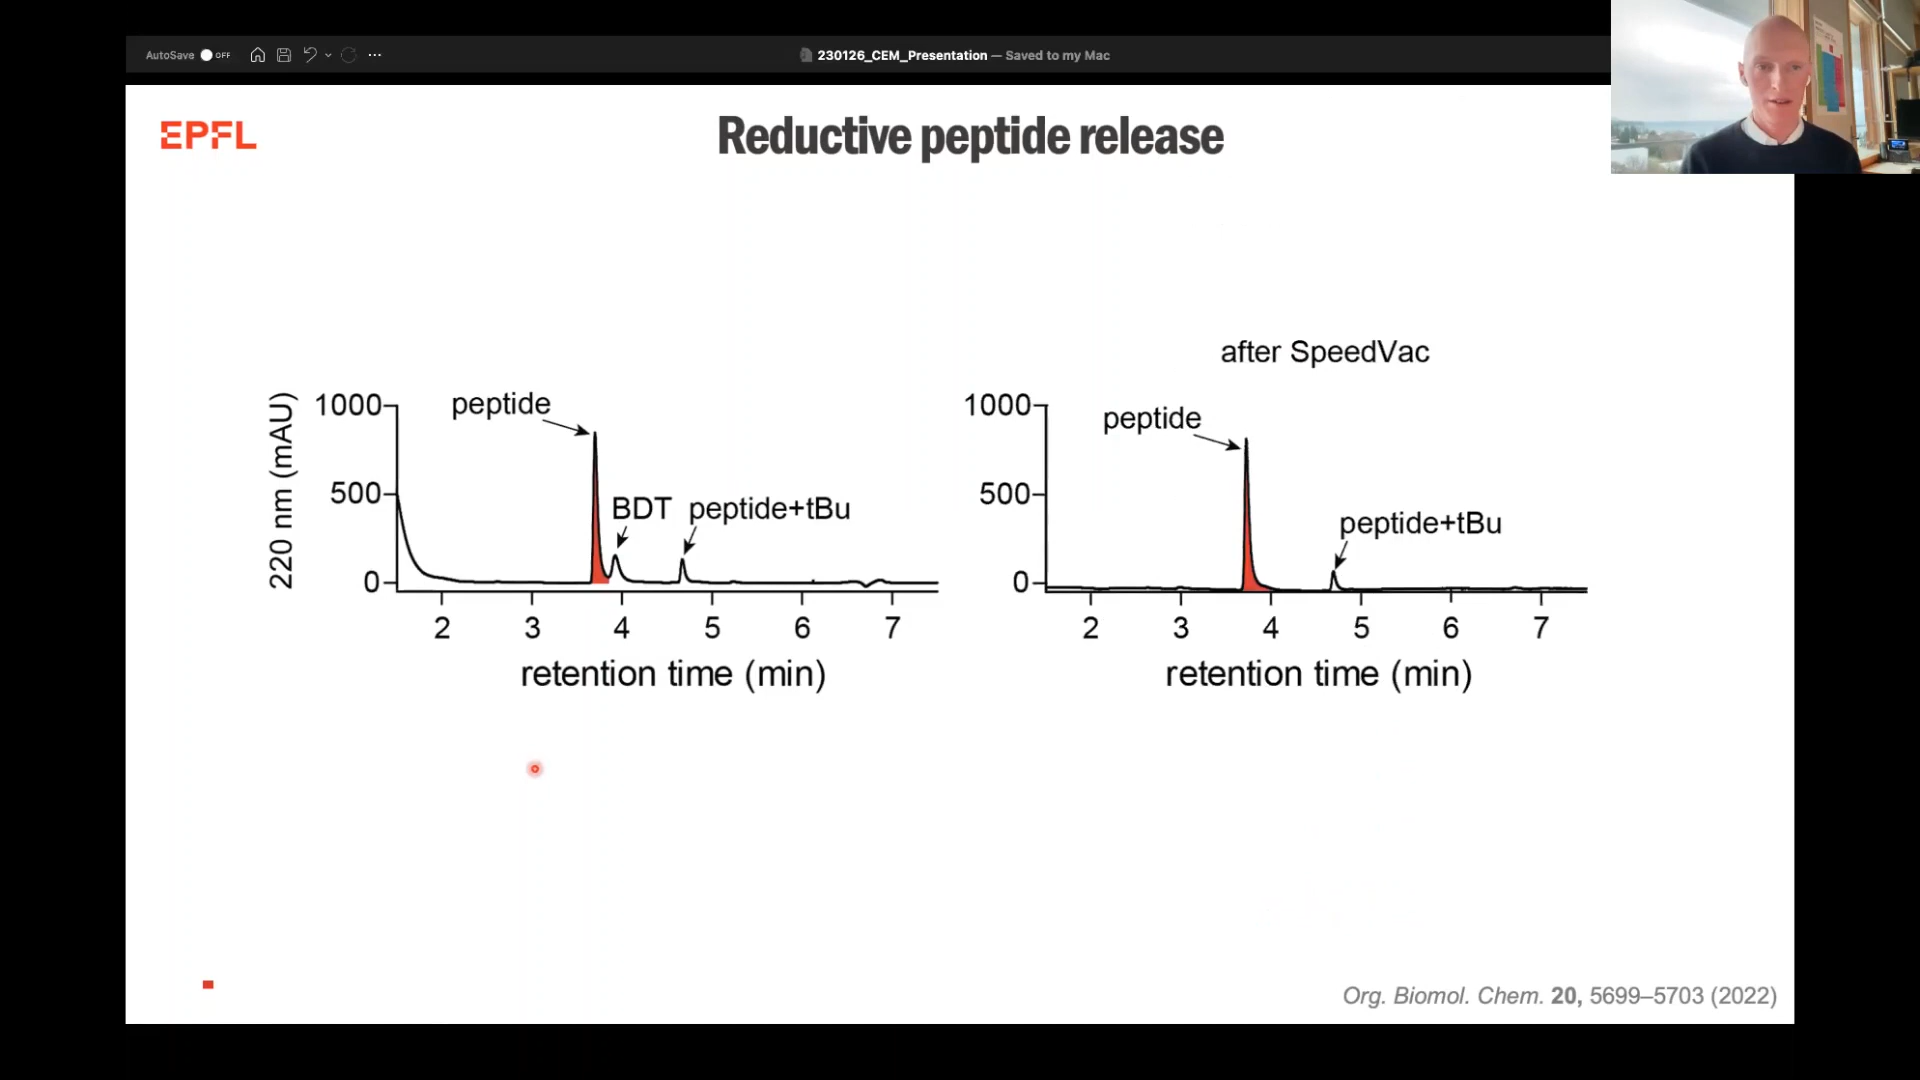 AutoSave OFF
230126_CEM_Presentation — Saved to my Mac
EPFL
Reductive peptide release
220 nm (mAU)
1000
500
0
peptide
BDT
peptide+tBu
2 3 4 5 6 7
retention time (min)
after SpeedVac
1000
500
0
peptide
peptide+tBu
2 3 4 5 6 7
retention time (min)
Org. Biomol. Chem. 20, 5699–5703 (2022)